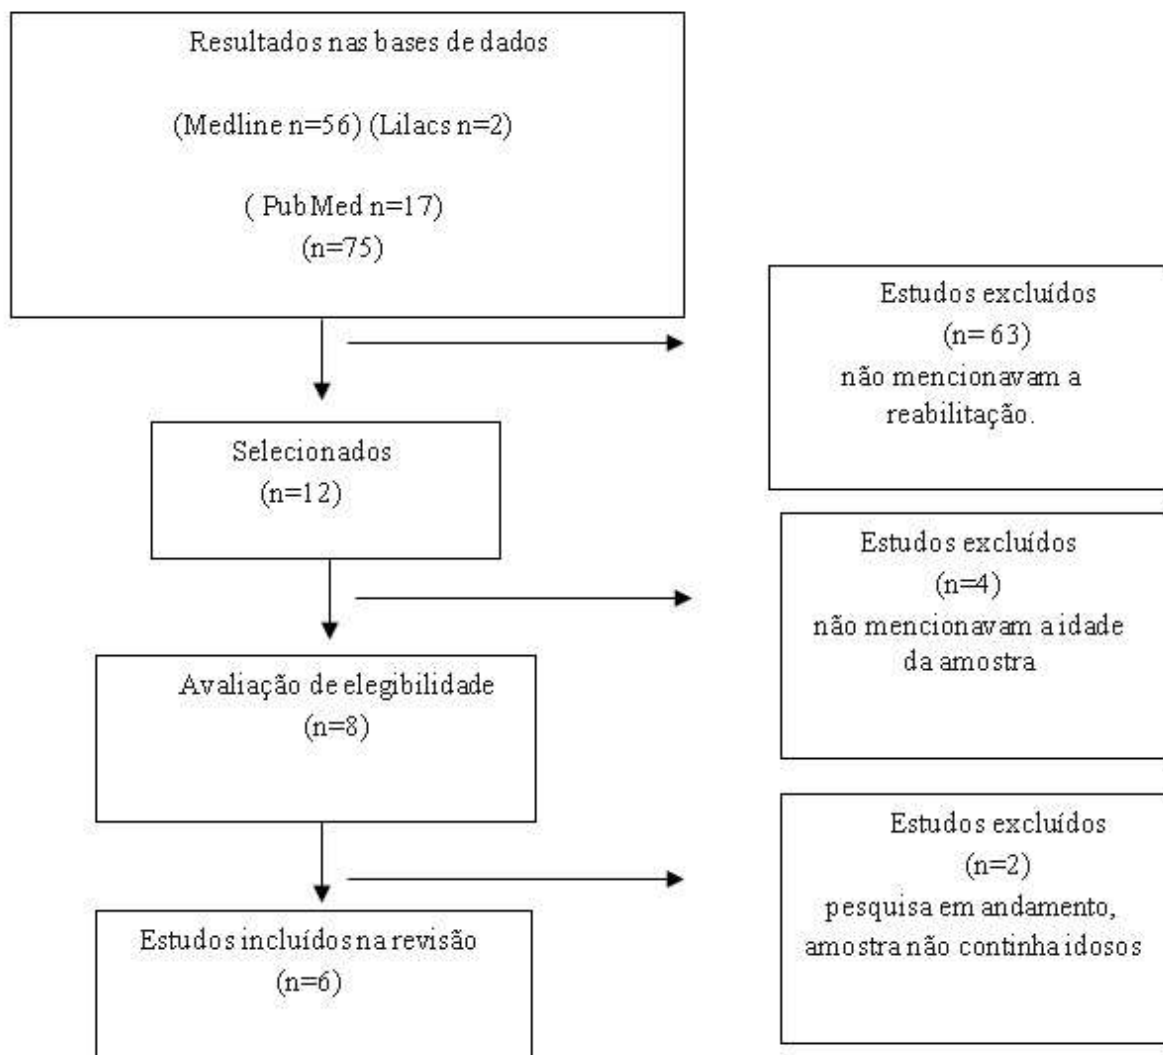 Resultados nas bases de dados
(Medline n=56) (Lilacs n=2)
( PubMed n=17)
(n=75)
Estudos excluídos
(n= 63)
não mencionavam a
reabilitação.
Selecionados
(n=12)
Estudos excluídos
(n=4)
não mencionavam a idade
da amostra
Avaliação de elegibilidade
(n=8)
Estudos excluídos
(n=2)
pesquisa em andamento,
amostra não continha idosos
Estudos incluídos na revisão
(n=6)